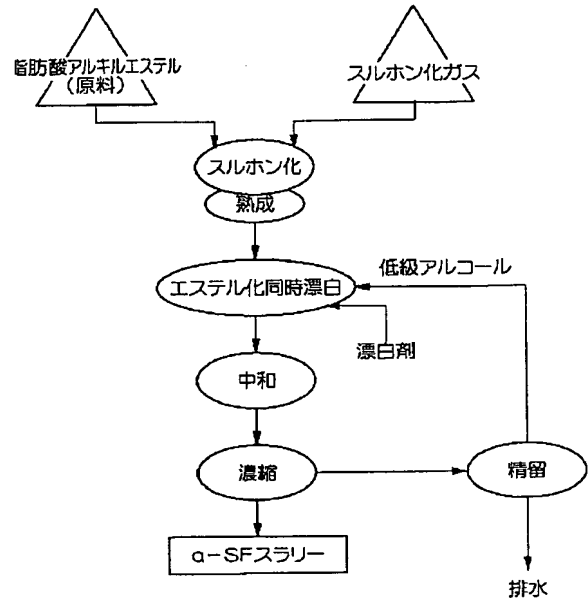 脂肪酸アルキルエステル
(原料)
スルホン化ガス
スルホン化
熟成
低級アルコール
エステル化同時漂白
漂白剤
中和
濃縮
精留
α-SFスラリー
排水